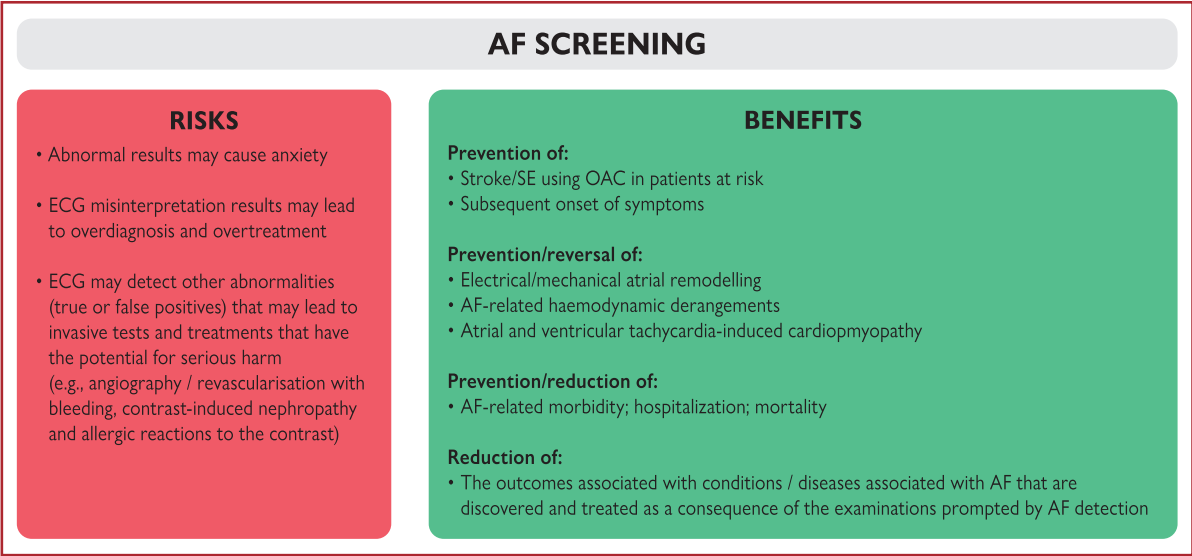 AF SCREENING
RISKS
• Abnormal results may cause anxiety
• ECG misinterpretation results may lead
to overdiagnosis and overtreatment
• ECG may detect other abnormalities
(true or false positives) that may lead to
invasive tests and treatments that have
the potential for serious harm
(e.g., angiography / revascularisation with
bleeding, contrast-induced nephropathy
and allergic reactions to the contrast)
BENEFITS
Prevention of:
• Stroke/SE using OAC in patients at risk
• Subsequent onset of symptoms
Prevention/reversal of:
• Electrical/mechanical atrial remodelling
• AF-related haemodynamic derangements
• Atrial and ventricular tachycardia-induced cardiopmyopathy
Prevention/reduction of:
• AF-related morbidity; hospitalization; mortality
Reduction of:
• The outcomes associated with conditions / diseases associated with AF that are
discovered and treated as a consequence of the examinations prompted by AF detection